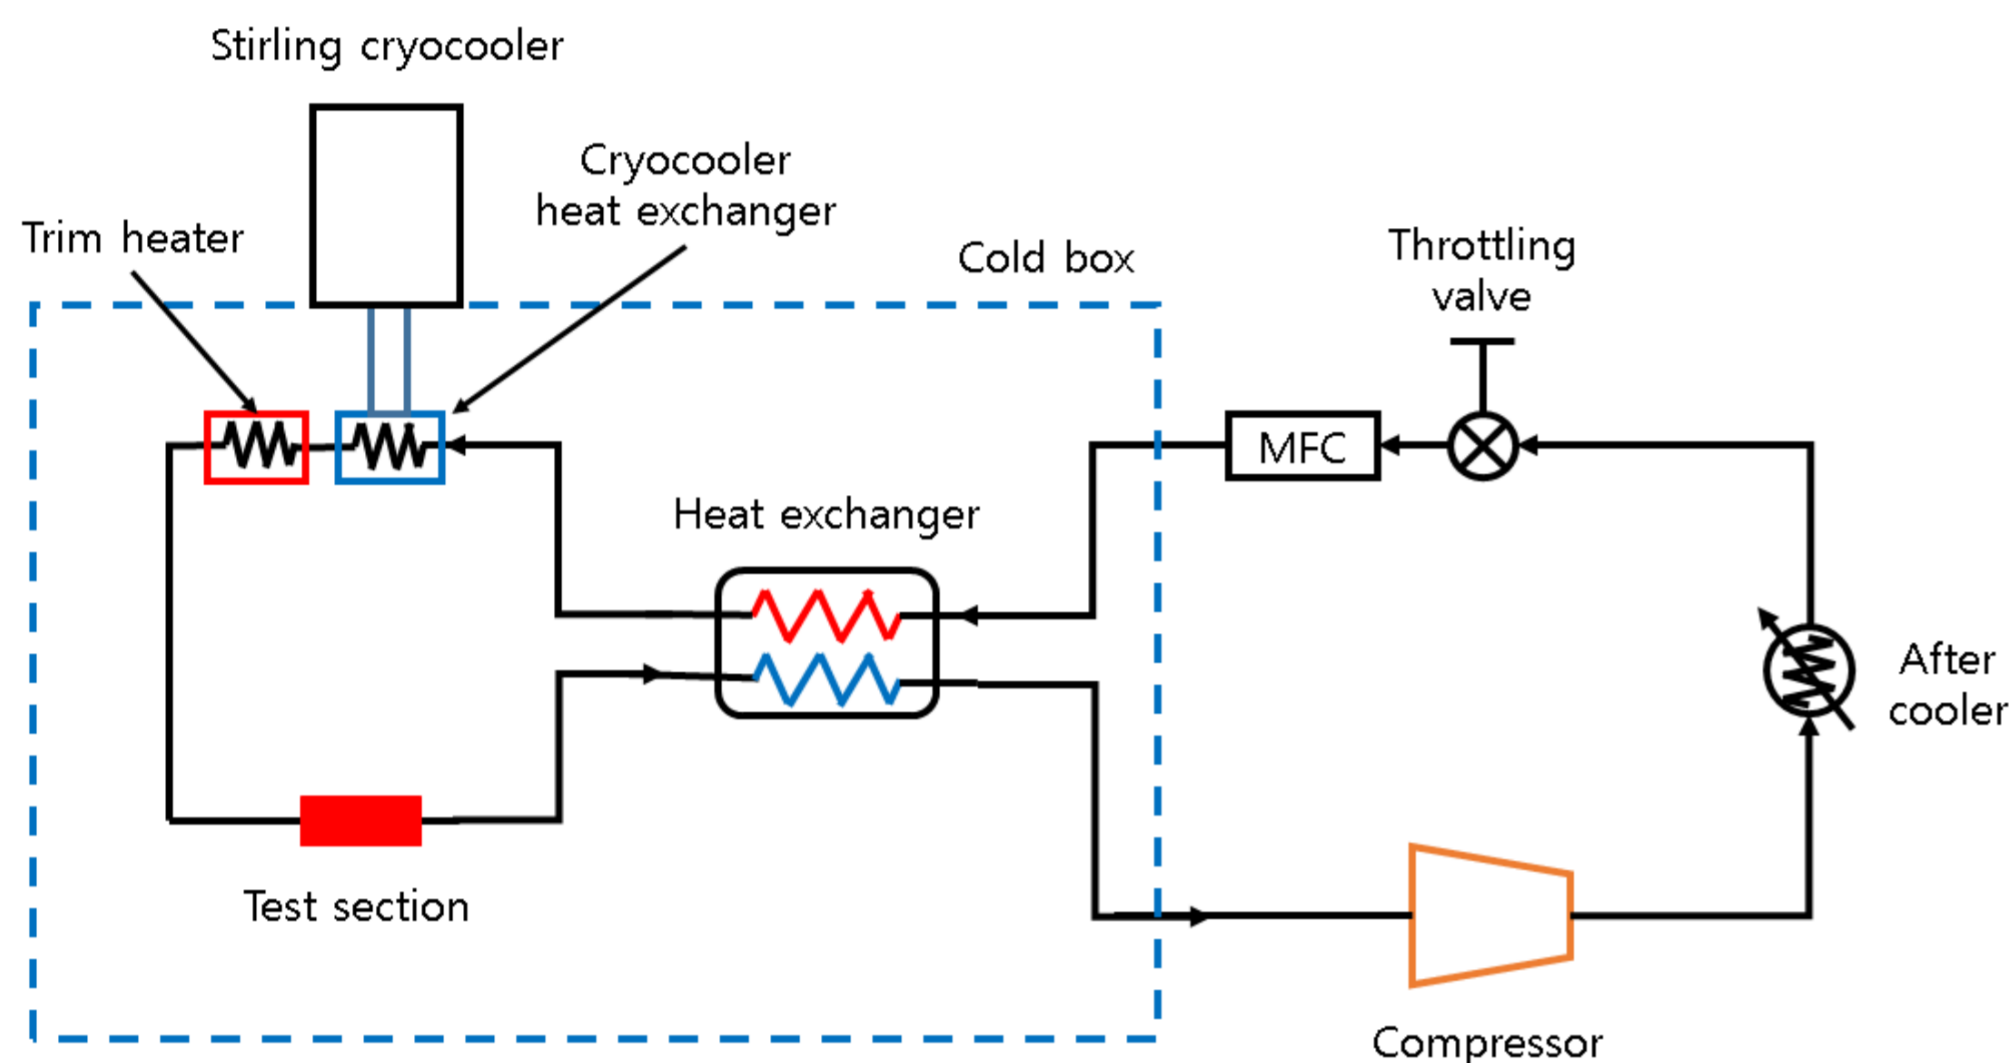 Stirling cryocooler
Cryocooler
heat exchanger
Trim heater
Cold box
Throttling
valve
MFC
Heat exchanger
After
cooler
Test section
Compressor